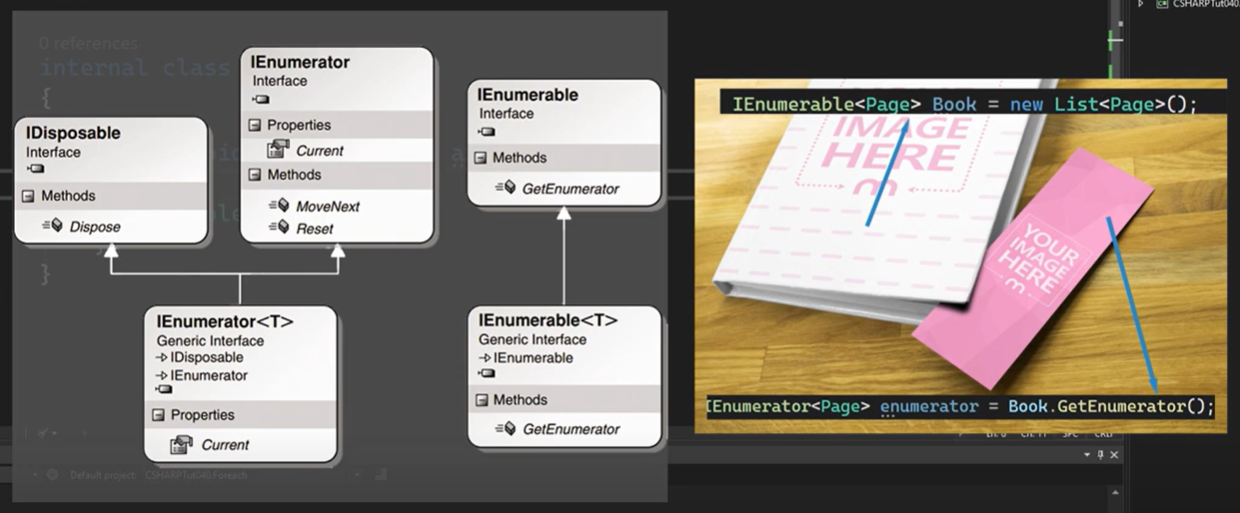 CSHARPTut040.
0 references
internal class
{
}
IDisposable
Interface
Methods
Dispose
IEnumerator
Interface
Properties
Current
Methods
MoveNext
Reset
IEnumerable
Interface
Methods
GetEnumerator
IEnumerator<T>
Generic Interface
IDisposable
IEnumerator
Properties
Current
IEnumerable<T>
Generic Interface
IEnumerable
Methods
GetEnumerator
IEnumerable<Page> Book = new List<Page>();
IMAGE
HERE
YOUR
IMAGE
HERE
IEnumerator<Page> enumerator = Book.GetEnumerator();
Default project: CSHARPTut040.Foreach